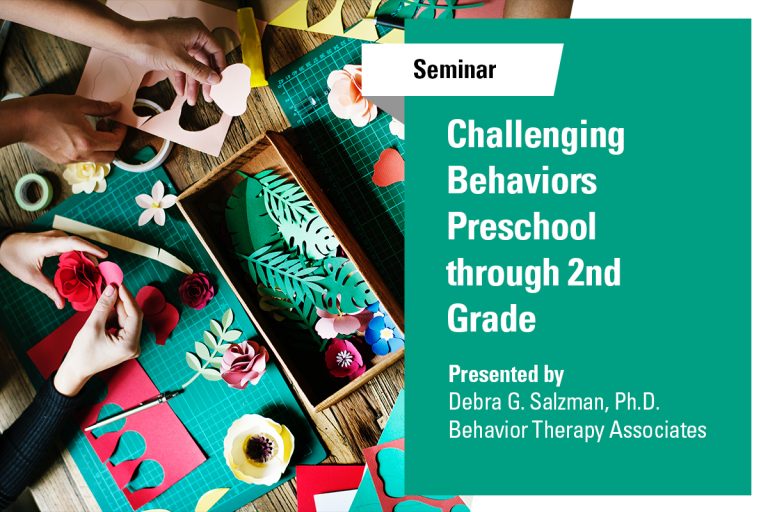 Seminar
Challenging
Behaviors
Preschool
through 2nd
Grade
Presented by
Debra G. Salzman, Ph.D.
Behavior Therapy Associates